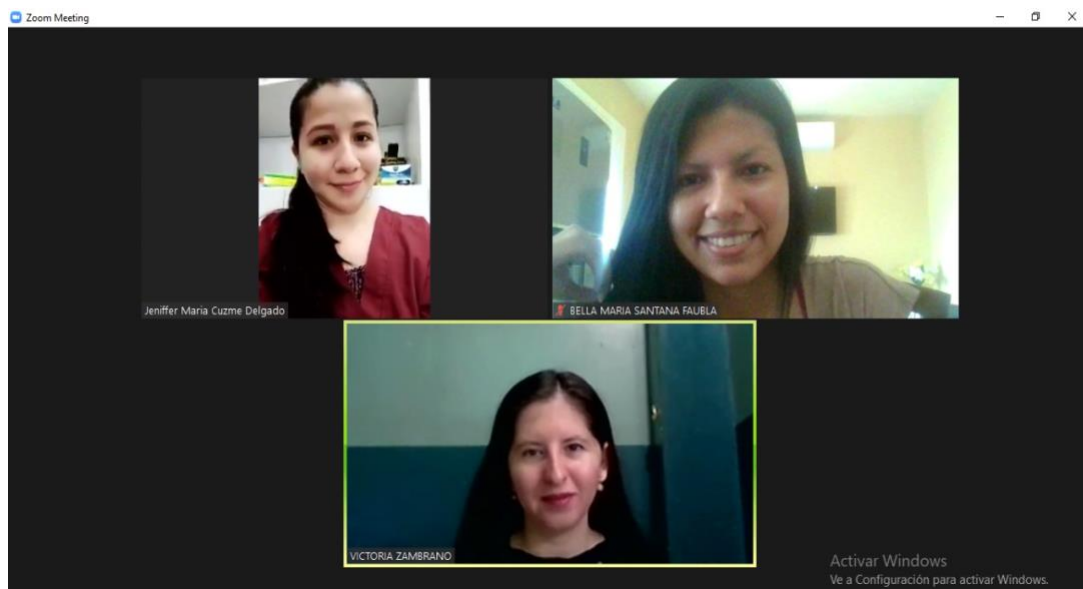 Zoom Meeting
Jeniffer Maria Cuzme Delgado
BELLA MARIA SANTANA FAUBLA
VICTORIA ZAMBRANO
Activar Windows
Ve a Configuración para activar Windows.